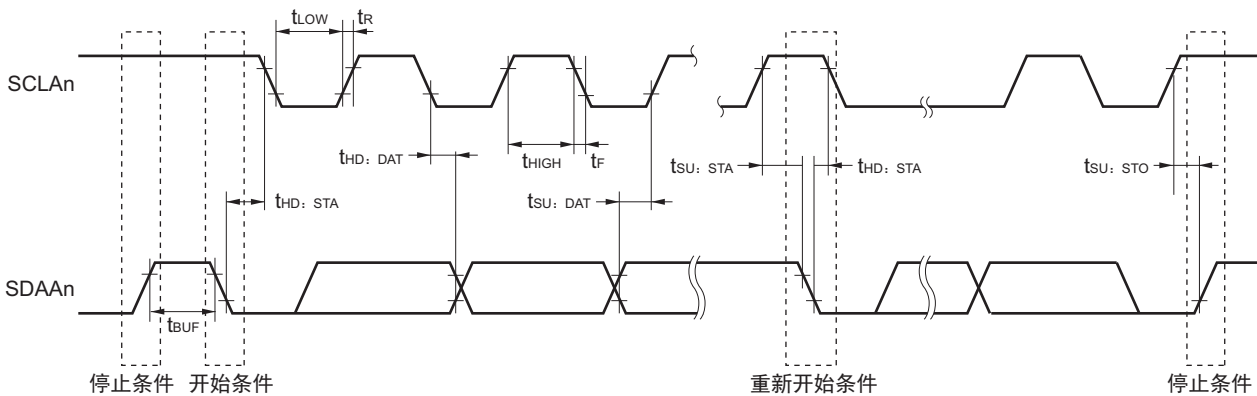 tLOW tR
SCLAn
tHD: DAT tHIGH tF tSU: STA tHD: STA tSU: STO
tHD: STA tSU: DAT
SDAAn
tBUF
停止条件 开始条件 重新开始条件 停止条件